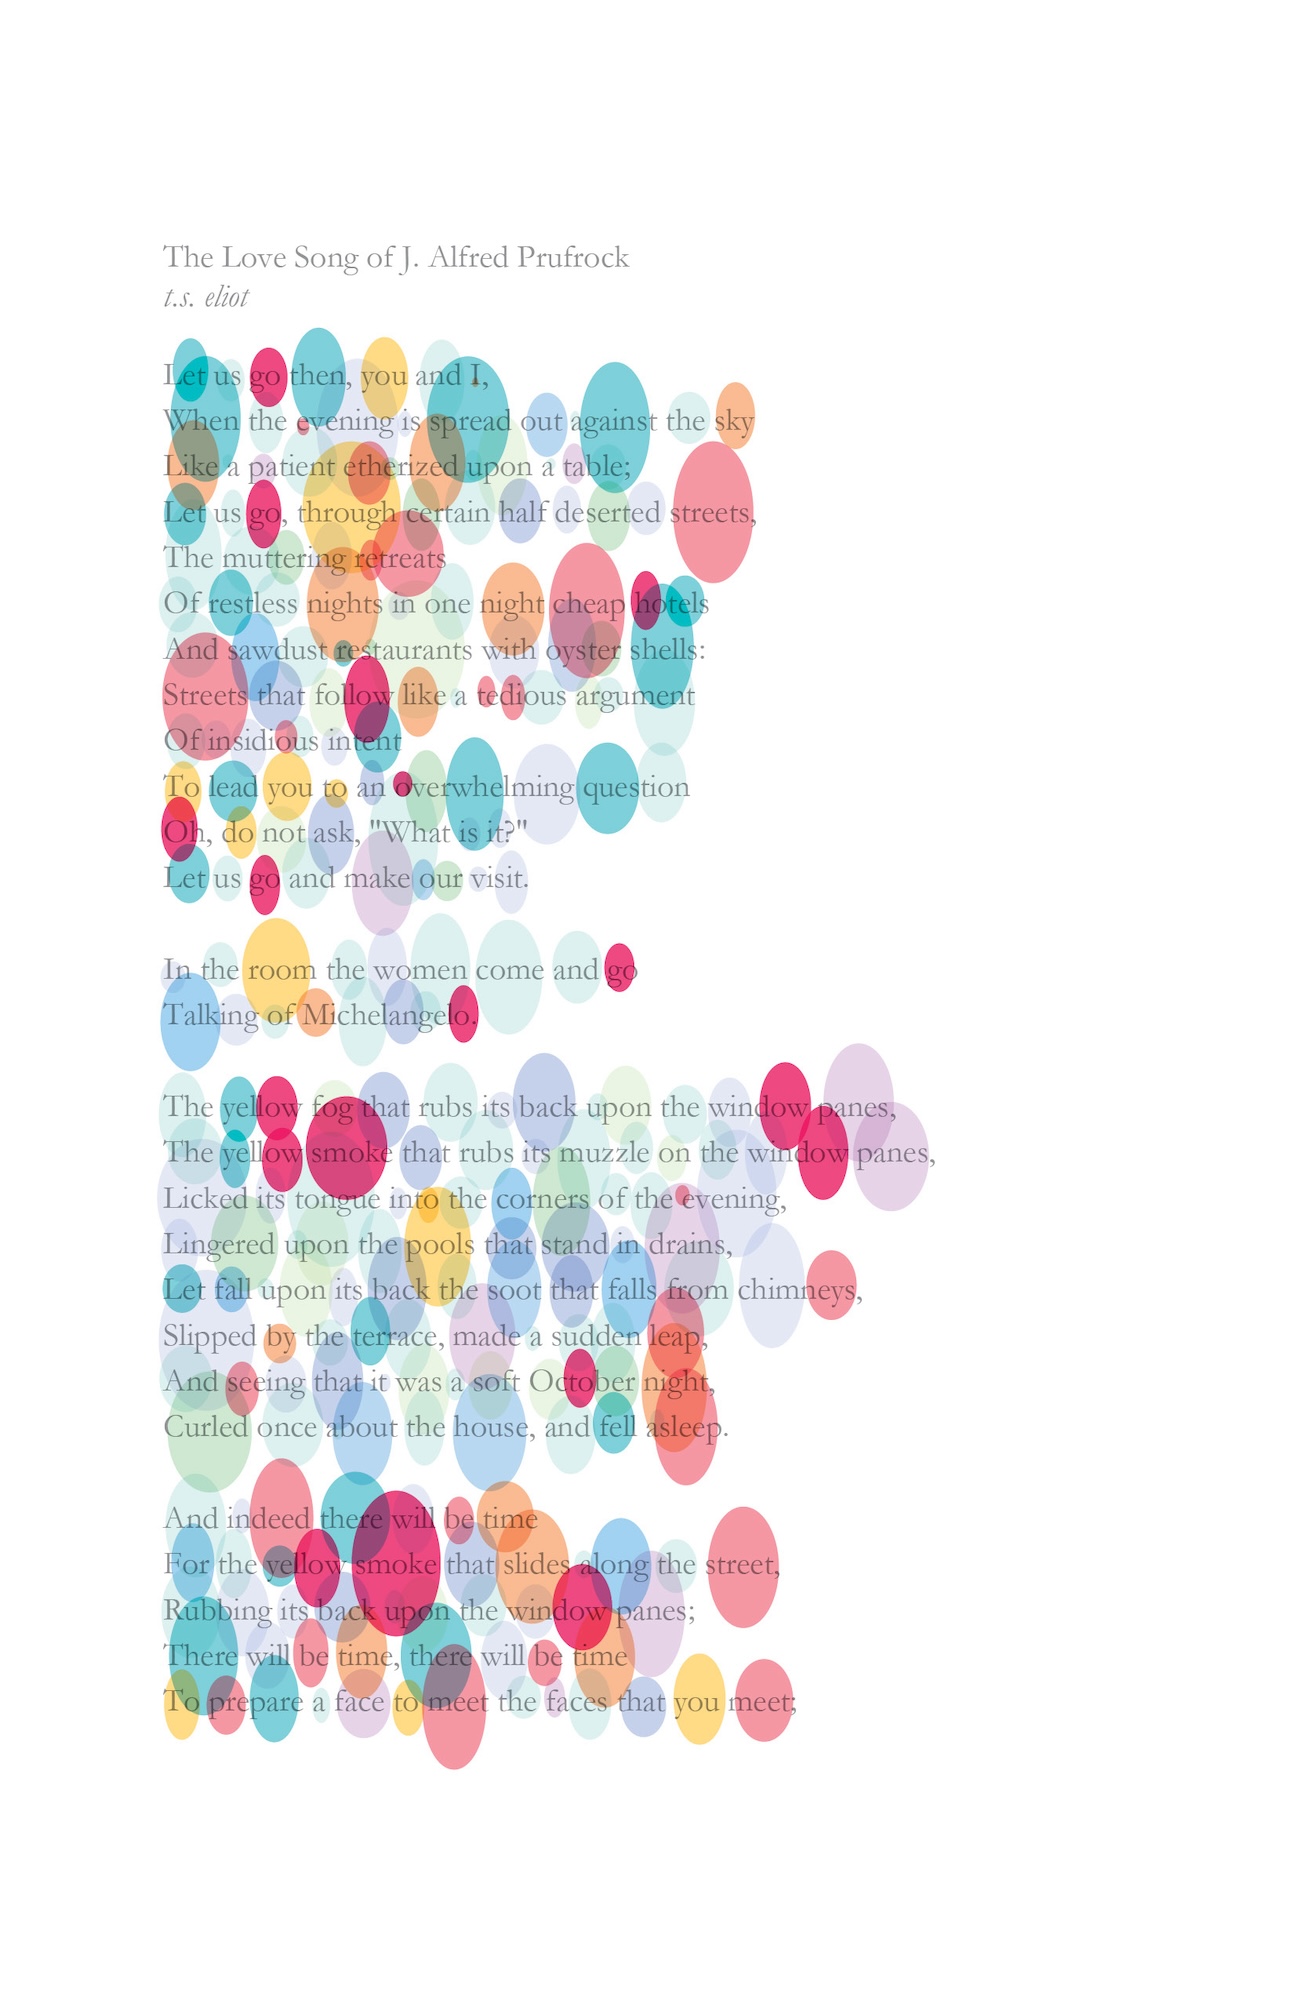 The Love Song of J. Alfred Prufrock
t.s. eliot
Let us go then, you and I,
When the evening is spread out against the sky
Like a patient etherized upon a table;
Let us go, through certain half deserted streets,
The muttering retreats
Of restless nights in one night cheap hotels
And sawdust restaurants with oyster shells:
Streets that follow like a tedious argument
Of insidious intent
To lead you to an overwhelming question
Oh, do not ask, "What is it?"
Let us go and make our visit.
In the room the women come and go
Talking of Michelangelo.
The yellow fog that rubs its back upon the window panes,
The yellow smoke that rubs its muzzle on the window panes,
Licked its tongue into the corners of the evening,
Lingered upon the pools that stand in drains,
Let fall upon its back the soot that falls from chimneys,
Slipped by the terrace, made a sudden leap,
And seeing that it was a soft October night,
Curled once about the house, and fell asleep.
And indeed there will be time
For the yellow smoke that slides along the street,
Rubbing its back upon the window panes;
There will be time, there will be time
To prepare a face to meet the faces that you meet;